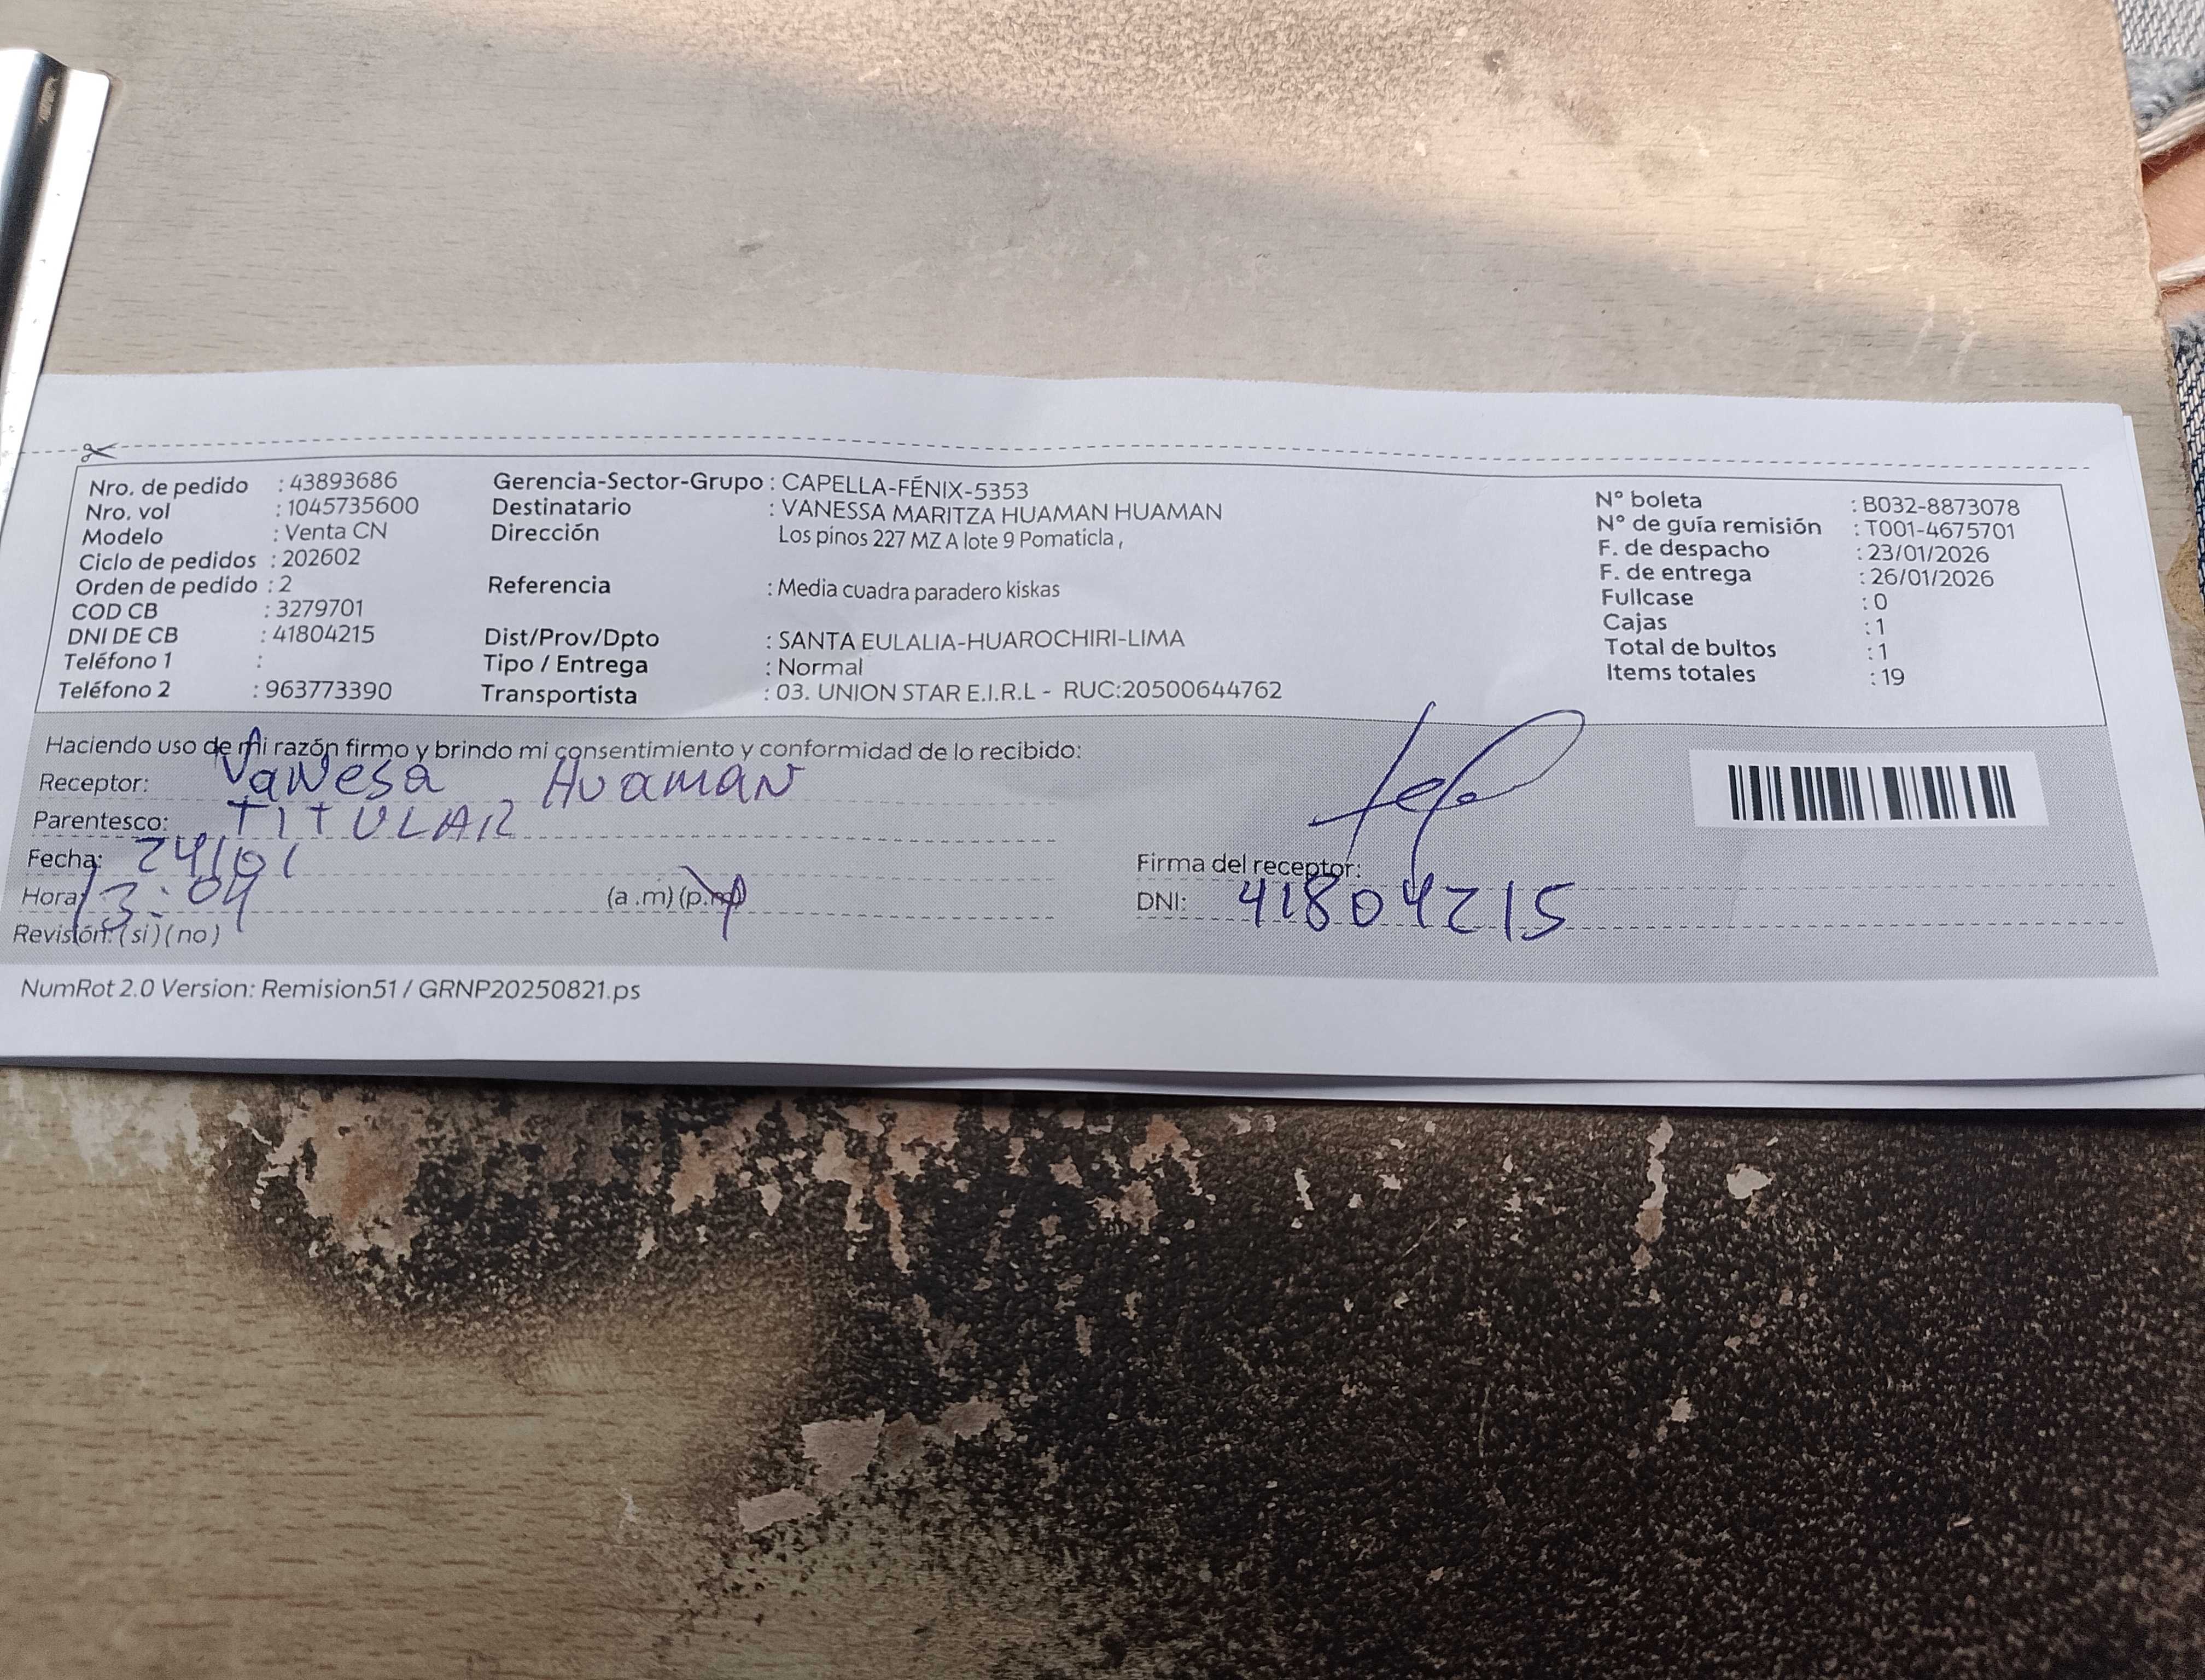 Nro. de pedido : 43893686
Nro. vol : 1045735600
Modelo : Venta CN
Ciclo de pedidos : 202602
Orden de pedido : 2
COD CB : 3279701
DNI DE CB : 41804215
Teléfono 1 :
Teléfono 2 : 963773390
Gerencia-Sector-Grupo : CAPELLA-FÉNIX-5353
Destinatario : VANESSA MARITZA HUAMAN HUAMAN
Dirección Los pinos 227 MZ A lote 9 Pomaticla ,
Referencia : Media cuadra paradero kiskas
Dist/Prov/Dpto : SANTA EULALIA-HUAROCHIRI-LIMA
Tipo / Entrega : Normal
Transportista : 03. UNION STAR E.I.R.L - RUC:20500644762
N° boleta : B032-8873078
N° de guía remisión : T001-4675701
F. de despacho : 23/01/2026
F. de entrega : 26/01/2026
Fullcase : 0
Cajas : 1
Total de bultos : 1
Items totales : 19
Haciendo uso de mi razón firmo y brindo mi consentimiento y conformidad de lo recibido:
Receptor: Vanesa Huaman
Parentesco: TITULAR
Fecha: 24/01
Hora: 13:04 (a .m) (p.m)
Revisión: (si) (no)
Firma del receptor:
DNI: 41804215
NumRot 2.0 Version: Remision51 / GRNP20250821.ps